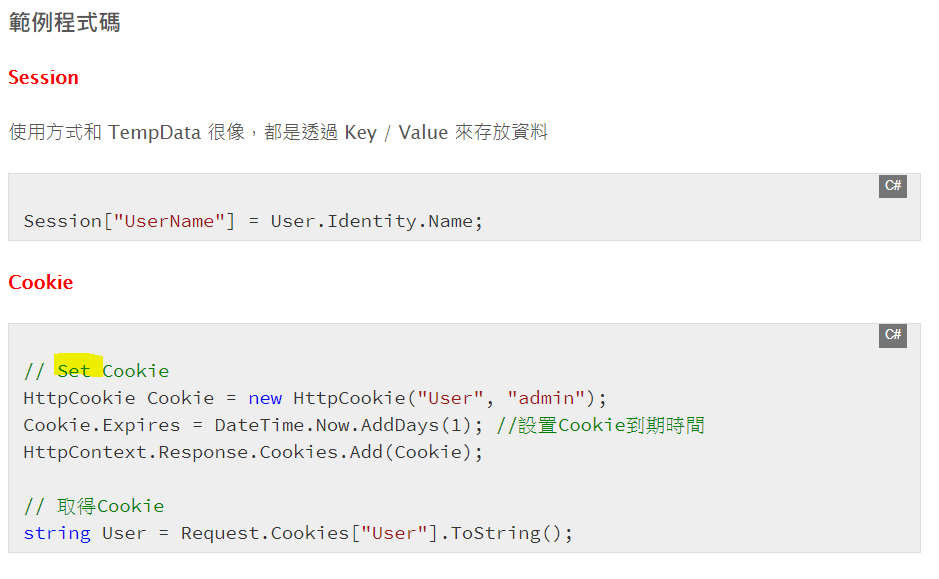 範例程式碼
Session
使用方式和 TempData 很像，都是透過 Key / Value 來存放資料
C#
Session["UserName"] = User.Identity.Name;
Cookie
C#
// Set Cookie
HttpCookie Cookie = new HttpCookie("User", "admin");
Cookie.Expires = DateTime.Now.AddDays(1); //設置Cookie到期時間
HttpContext.Response.Cookies.Add(Cookie);
// 取得Cookie
string User = Request.Cookies["User"].ToString();